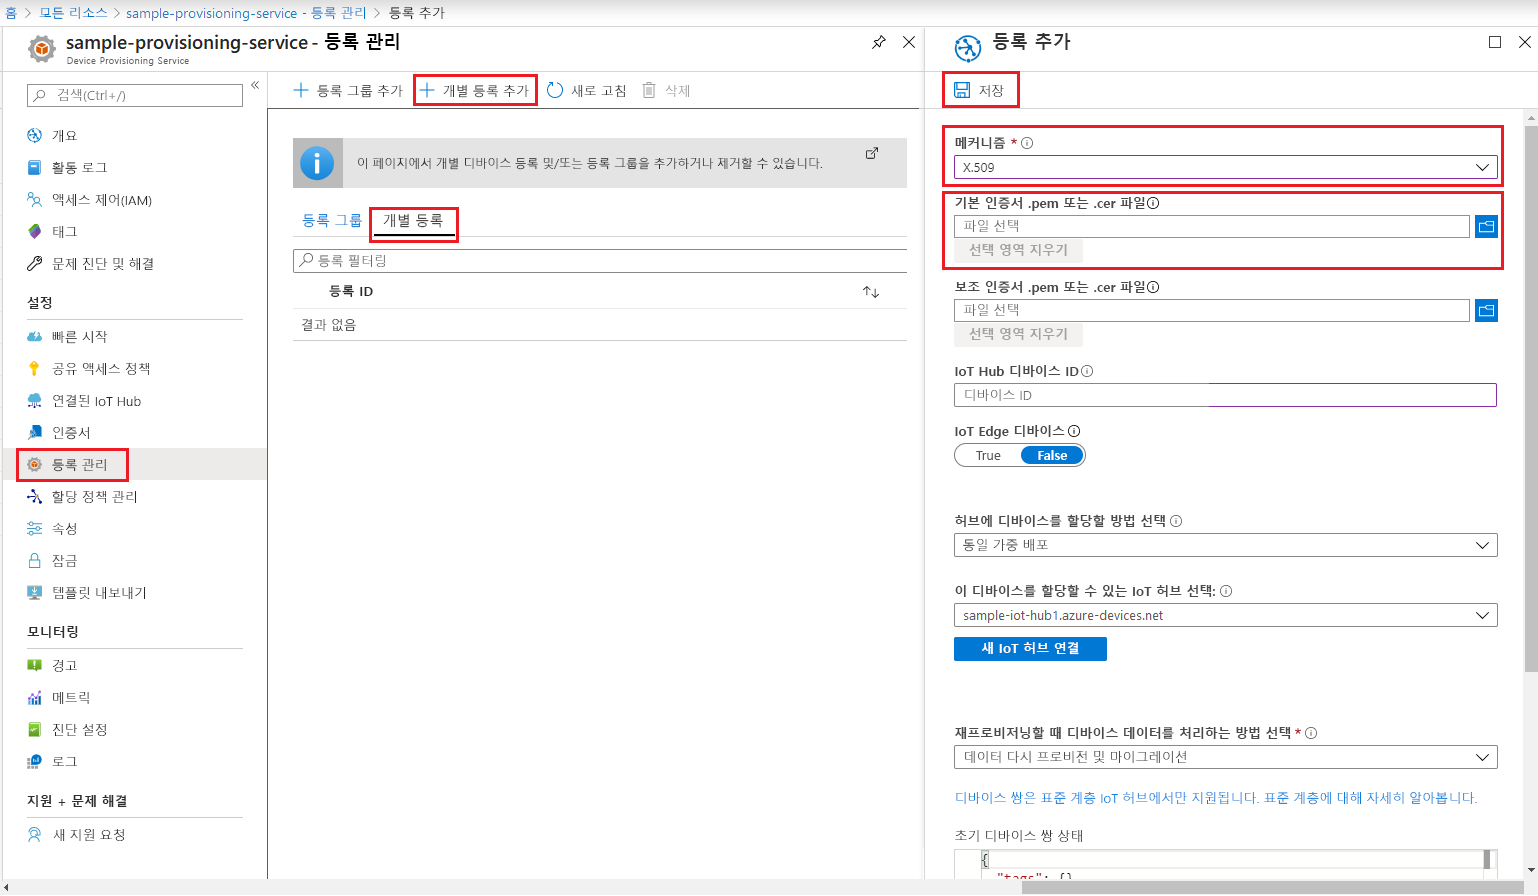 홈 > 모든 리소스 > sample-provisioning-service - 등록 관리 > 등록 추가
sample-provisioning-service - 등록 관리
Device Provisioning Service
검색(Ctrl+/)
개요
활동 로그
액세스 제어(IAM)
태그
문제 진단 및 해결
설정
빠른 시작
공유 액세스 정책
연결된 IoT Hub
인증서
등록 관리
할당 정책 관리
속성
잠금
템플릿 내보내기
모니터링
경고
메트릭
진단 설정
로그
지원 + 문제 해결
새 지원 요청
등록 그룹 추가
개별 등록 추가
새로 고침
삭제
이 페이지에서 개별 디바이스 등록 및/또는 등록 그룹을 추가하거나 제거할 수 있습니다.
등록 그룹
개별 등록
등록 필터링
등록 ID
결과 없음
등록 추가
저장
메커니즘 *
X.509
기본 인증서 .pem 또는 .cer 파일
파일 선택
선택 영역 지우기
보조 인증서 .pem 또는 .cer 파일
파일 선택
선택 영역 지우기
IoT Hub 디바이스 ID
디바이스 ID
IoT Edge 디바이스
True False
허브에 디바이스를 할당할 방법 선택
통일 가중 배포
이 디바이스를 할당할 수 있는 IoT 허브 선택:
sample-iot-hub1.azure-devices.net
새 IoT 허브 연결
재프로비저닝할 때 디바이스 데이터를 처리하는 방법 선택 *
데이터 다시 프로비전 및 마이그레이션
디바이스 쌍은 표준 계층 IoT 허브에서만 지원됩니다. 표준 계층에 대해 자세히 알아봅니다.
초기 디바이스 쌍 상태
{
"tags": {}